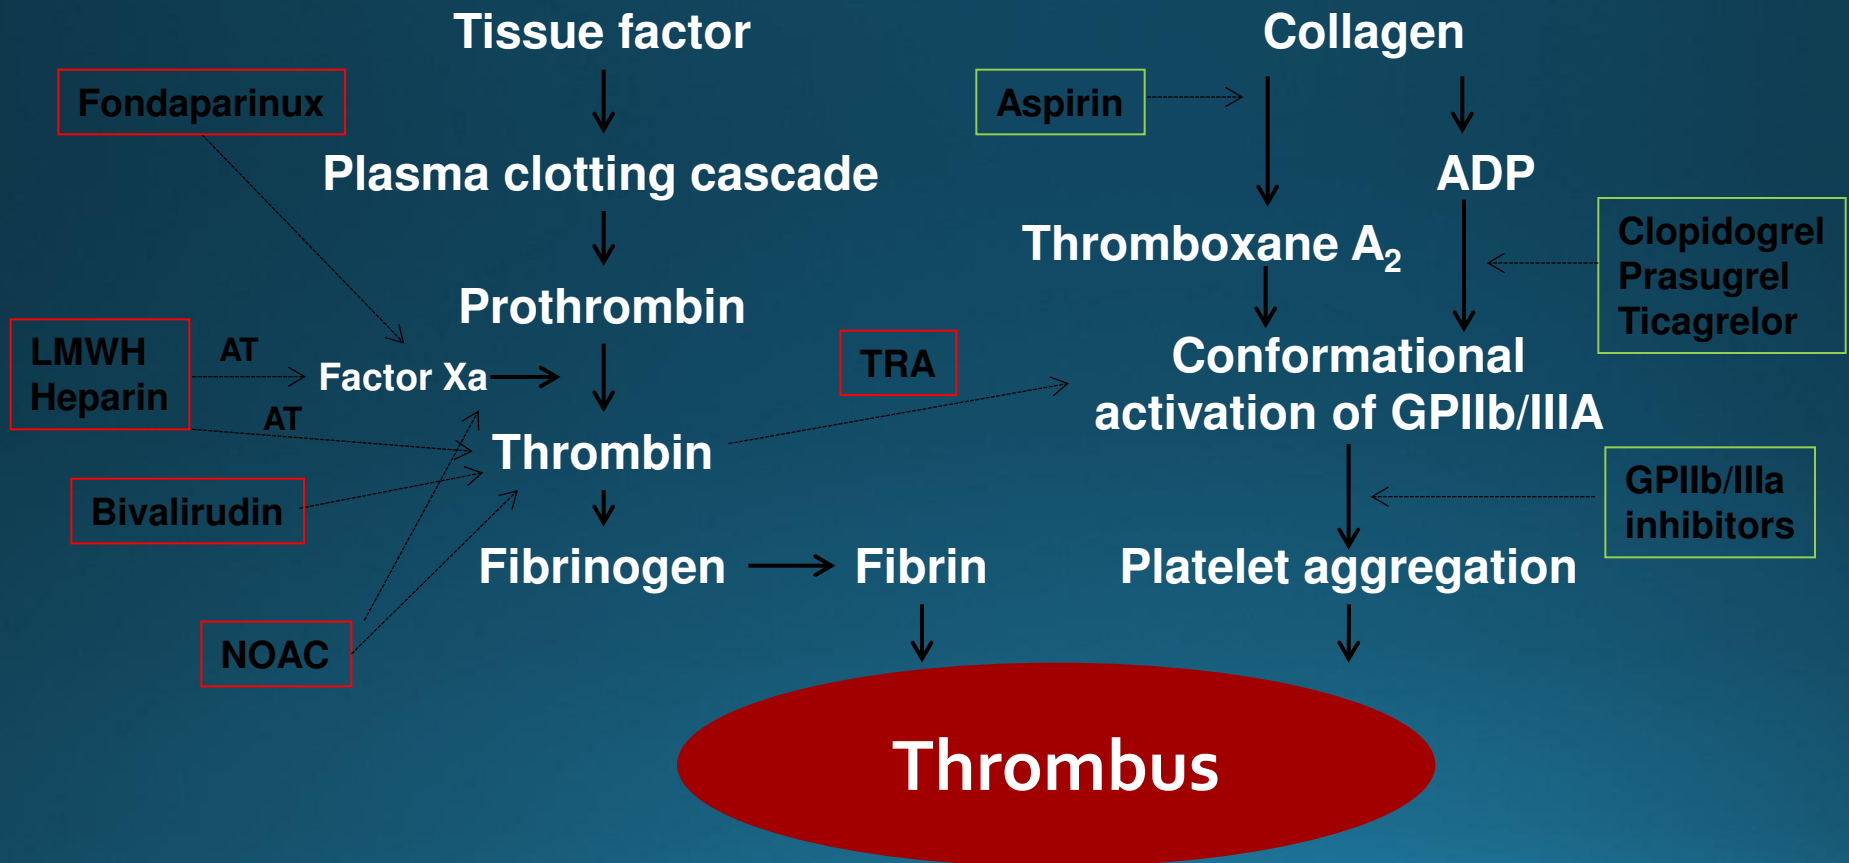 Tissue factor
Collagen
Fondaparinux
Aspirin
Plasma clotting cascade
ADP
Thromboxane A₂
Clopidogrel
Prasugrel
Ticagrelor
Prothrombin
LMWH
Heparin
AT
AT
Factor Xa
TRA
Conformational
activation of GPIIb/IIIA
Thrombin
Bivalirudin
GPIIb/IIIa
inhibitors
Fibrinogen
Fibrin
Platelet aggregation
NOAC
Thrombus